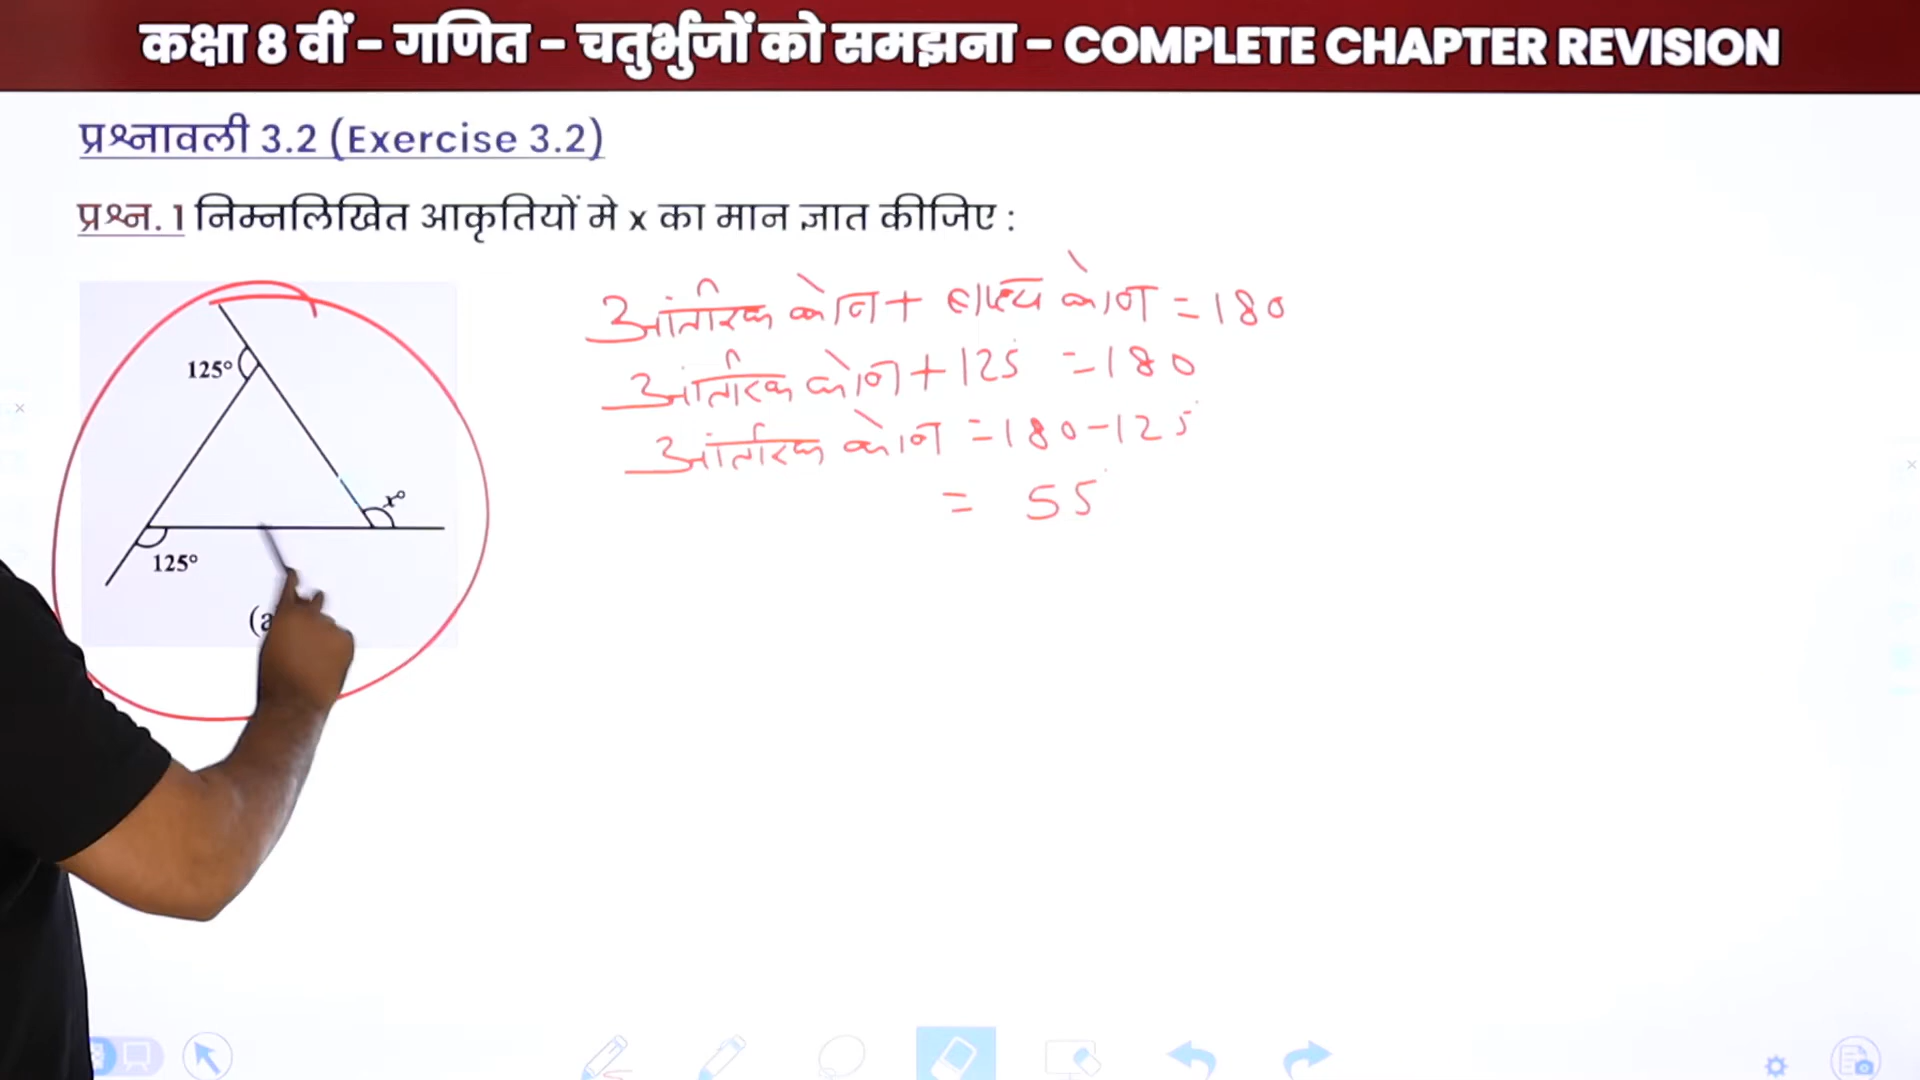 कक्षा 8 वीं – गणित – चतुर्भुजों को समझना – COMPLETE CHAPTER REVISION
प्रश्नावली 3.2 (Exercise 3.2)
प्रश्न. 1 निम्नलिखित आकृतियों मे x का मान ज्ञात कीजिए :
आंतरिक कोण + बाह्य कोण = 180
125°
आंतरिक कोण + 125 = 180
आंतरिक कोण = 180 - 125
x°
= 55
125°
(a